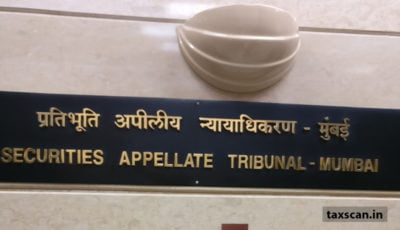 प्रतिभूति अपीलीय न्यायाधिकरण - मुंबई
SECURITIES APPELLATE TRIBUNAL - MUMBAI
taxscan.in